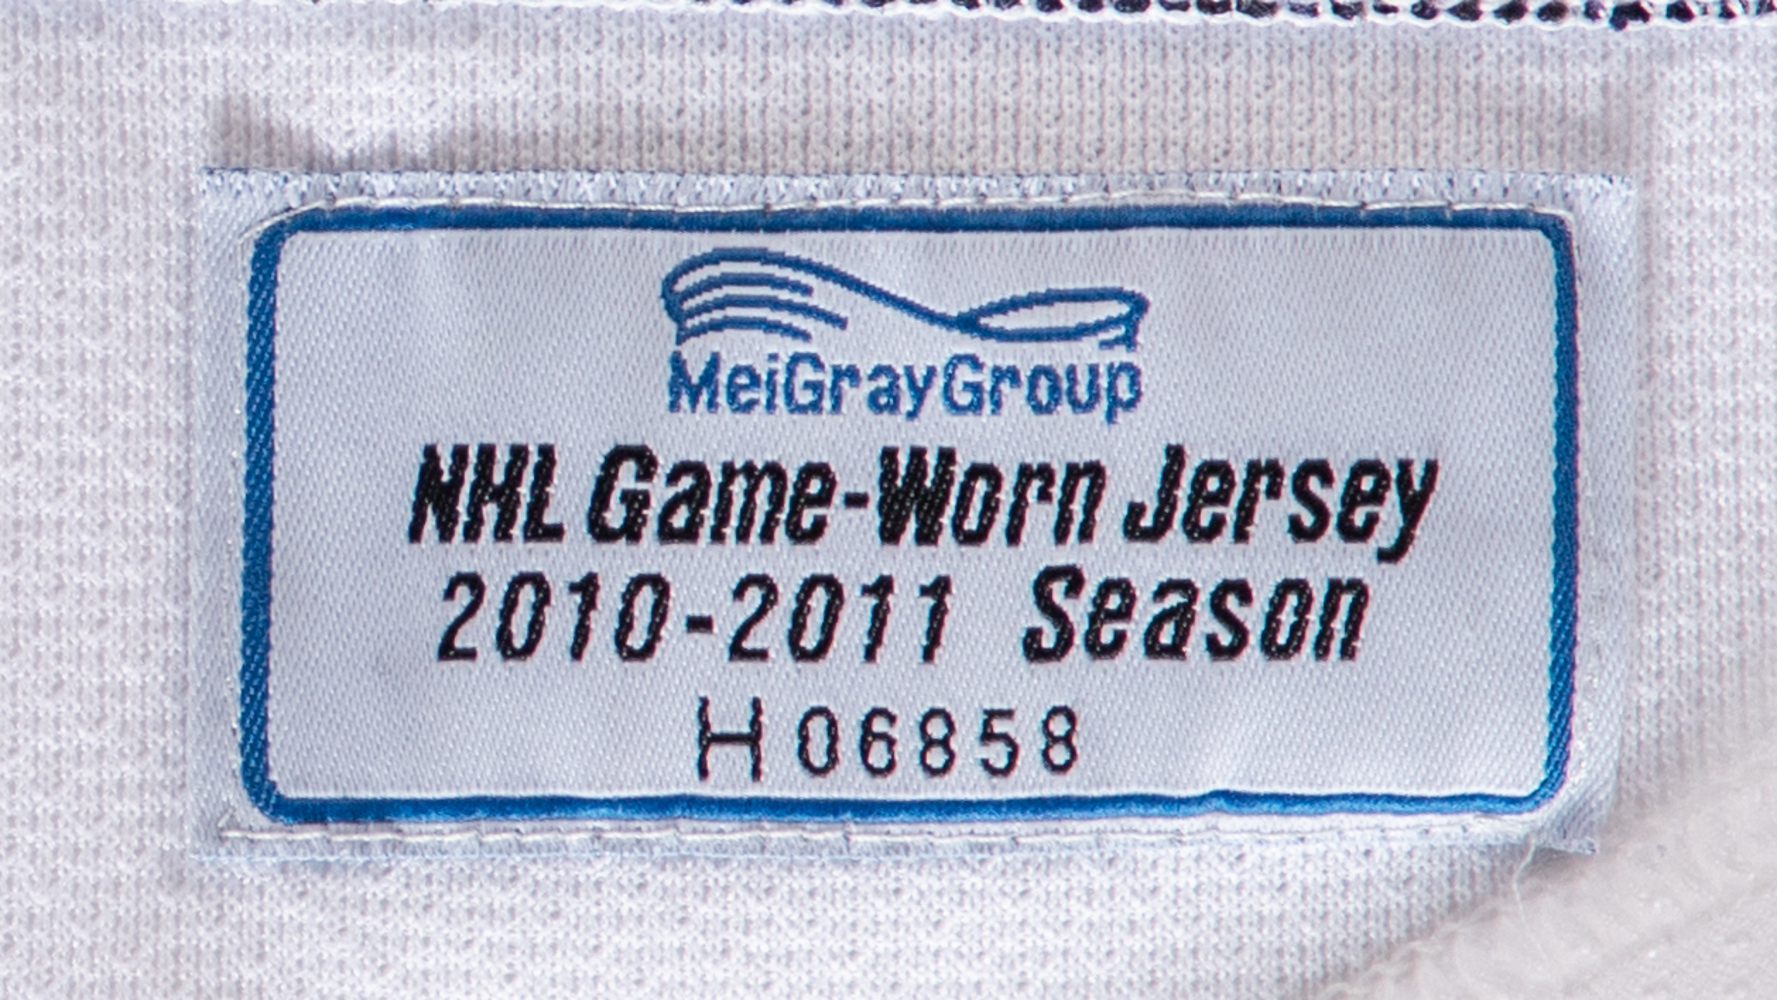 MeiGrayGroup
NHL Game-Worn Jersey
2010-2011 Season
H06858